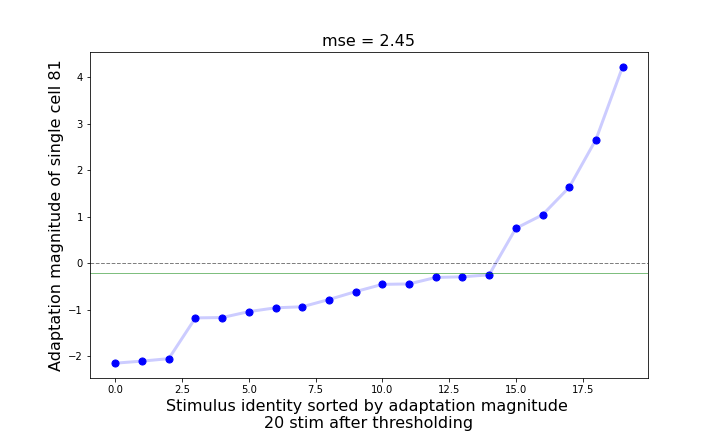 mse = 2.45
Adaptation magnitude of single cell 81
4
3
2
1
0
−1
−2
0.0 2.5 5.0 7.5 10.0 12.5 15.0 17.5
Stimulus identity sorted by adaptation magnitude
20 stim after thresholding